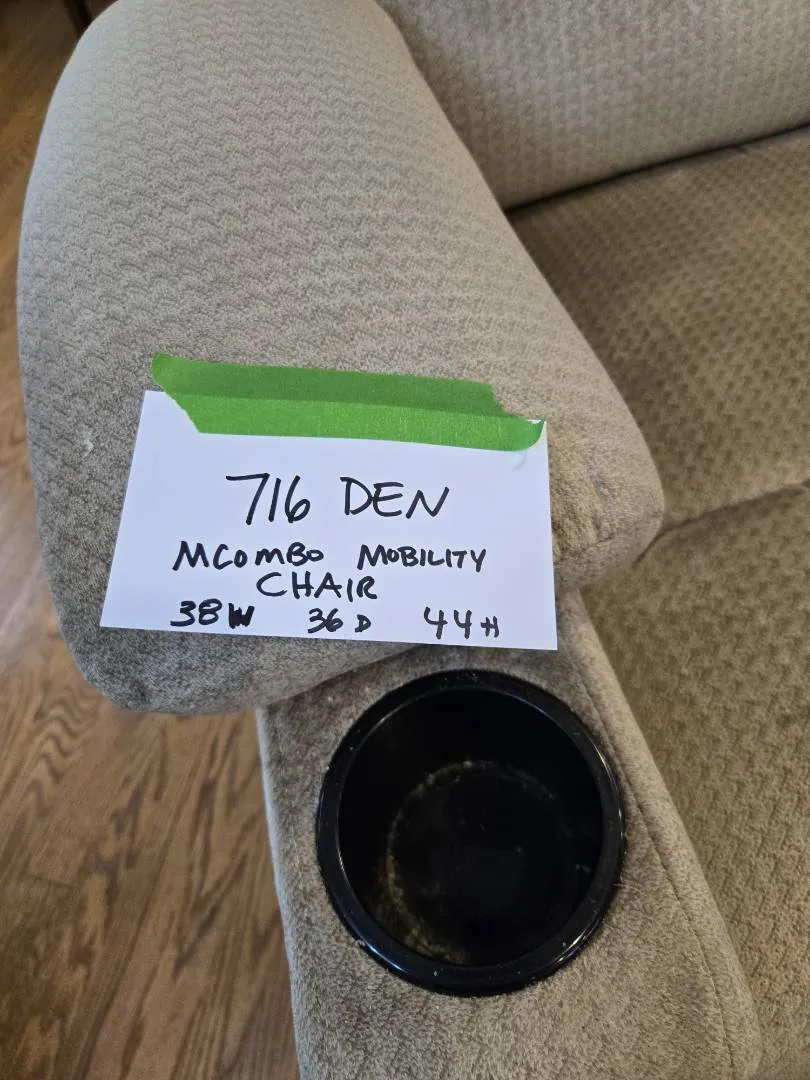 716 DEN
MCOMBO MOBILITY
CHAIR
38W 36D 44H